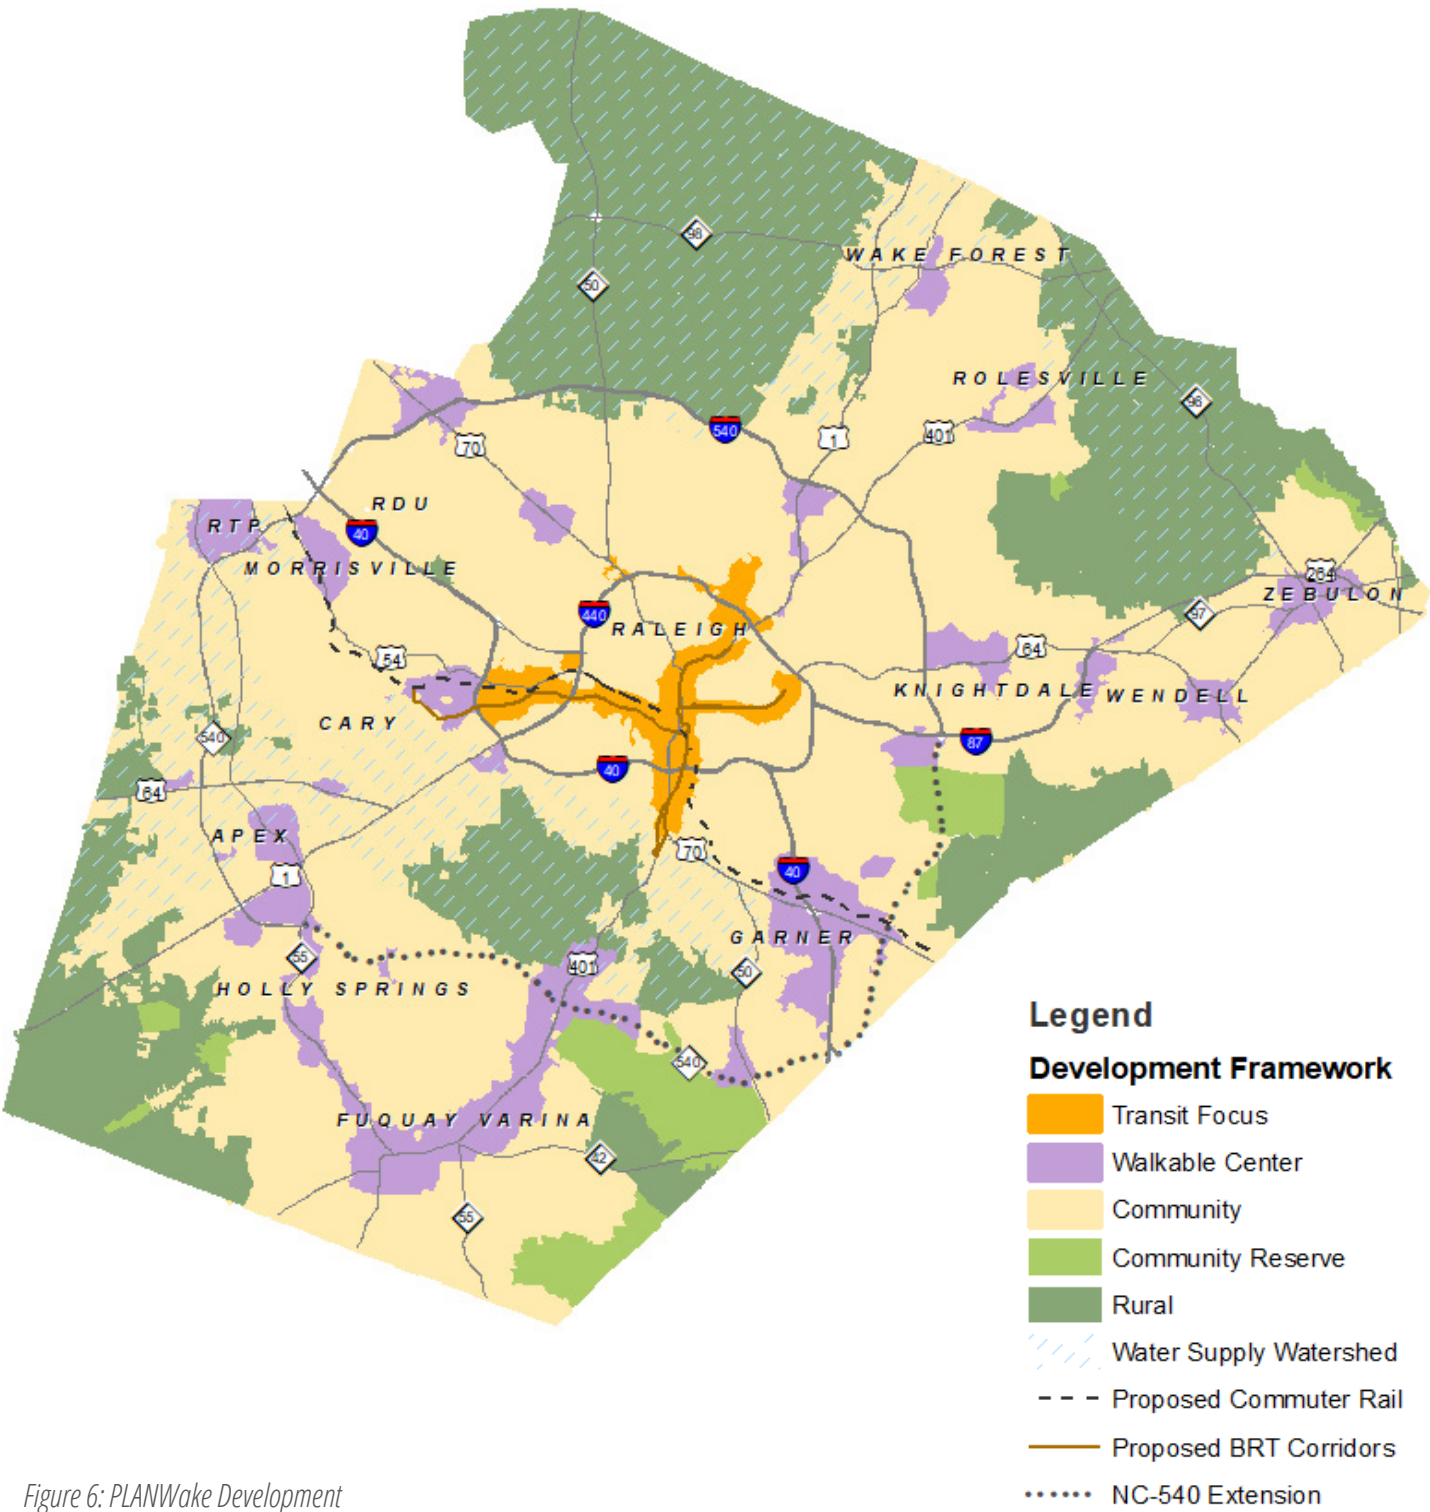 98
WAKE FOREST
50
ROLESVILLE
96
540
1
401
70
RDU
RTP
40
MORRISVILLE
264
ZEBULON
97
440
RALEIGH
64
54
KNIGHTDALE
WENDELL
CARY
540
87
40
64
APEX
70
1
40
GARNER
55
401
50
HOLLY SPRINGS
540
FUQUAY VARINA
42
55
Legend
Development Framework
Transit Focus
Walkable Center
Community
Community Reserve
Rural
Water Supply Watershed
Proposed Commuter Rail
Proposed BRT Corridors
NC-540 Extension
Figure 6: PLANWake Development